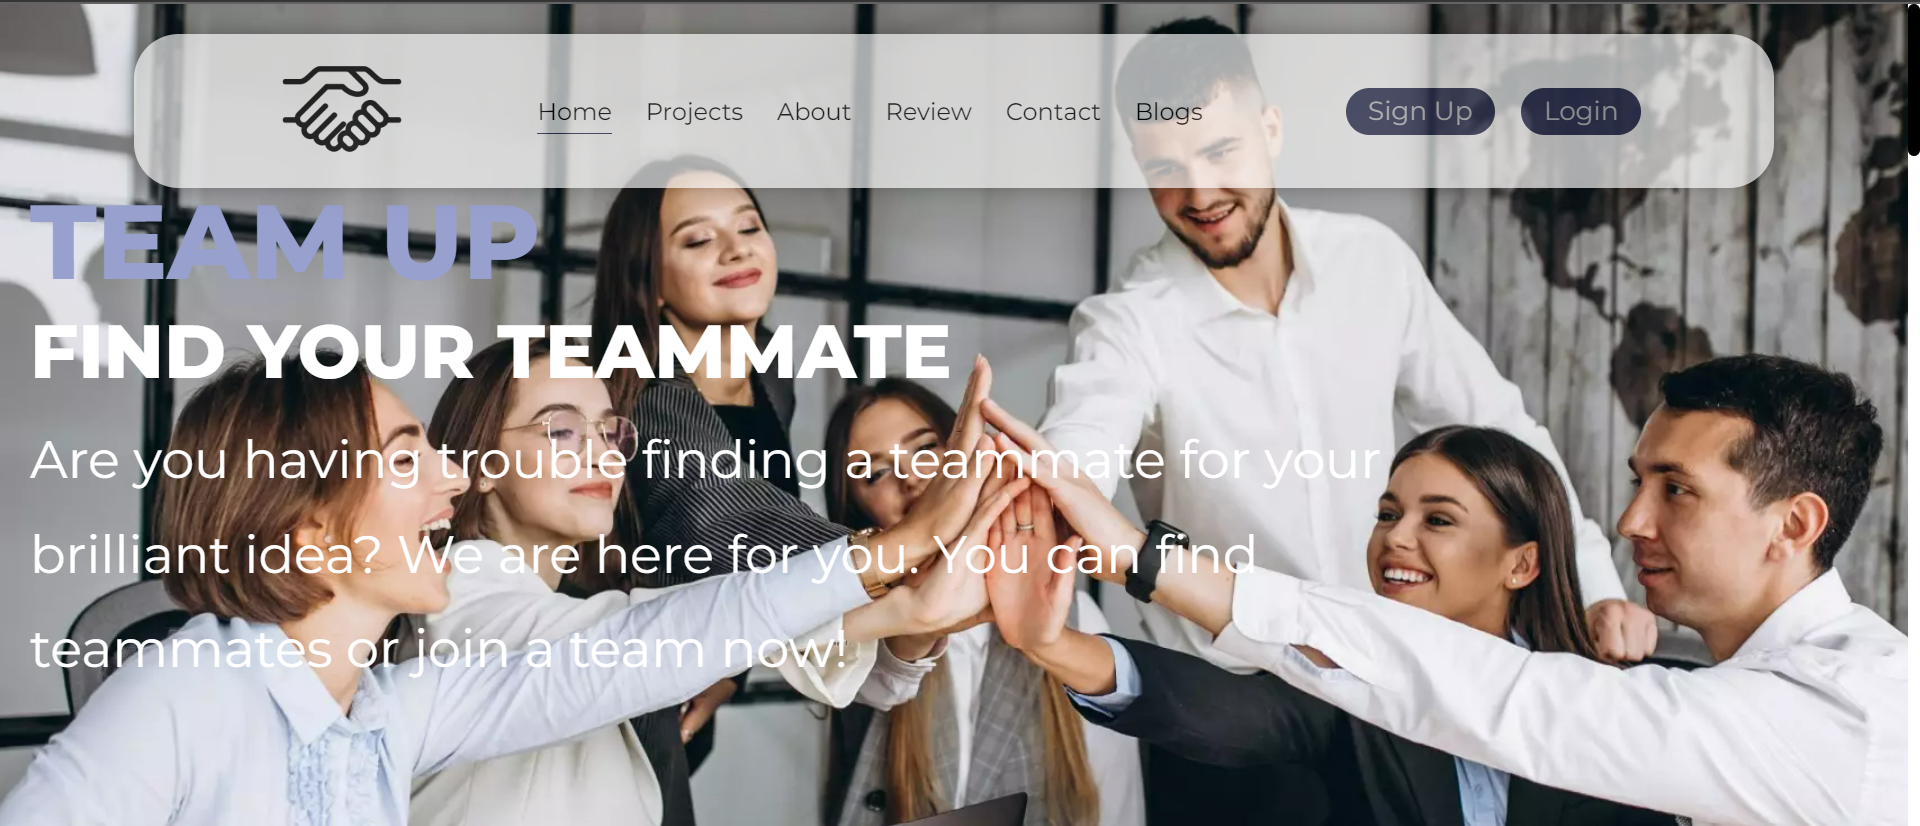 Home Projects About Review Contact Blogs Sign Up Login
TEAM UP
FIND YOUR TEAMMATE
Are you having trouble finding a teammate for your
brilliant idea? We are here for you. You can find
teammates or join a team now!